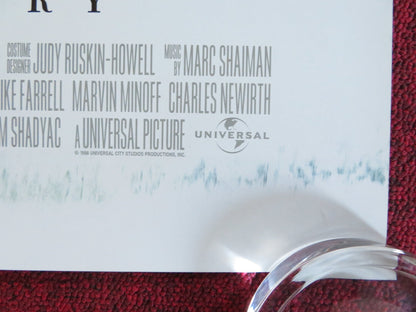 R Y
COSTUME DESIGNER JUDY RUSKIN-HOWELL MUSIC BY MARC SHAIMAN
IKE FARRELL MARVIN MINOFF CHARLES NEWIRTH
M SHADYAC A UNIVERSAL PICTURE UNIVERSAL
© 1998 UNIVERSAL CITY STUDIOS PRODUCTIONS, INC.